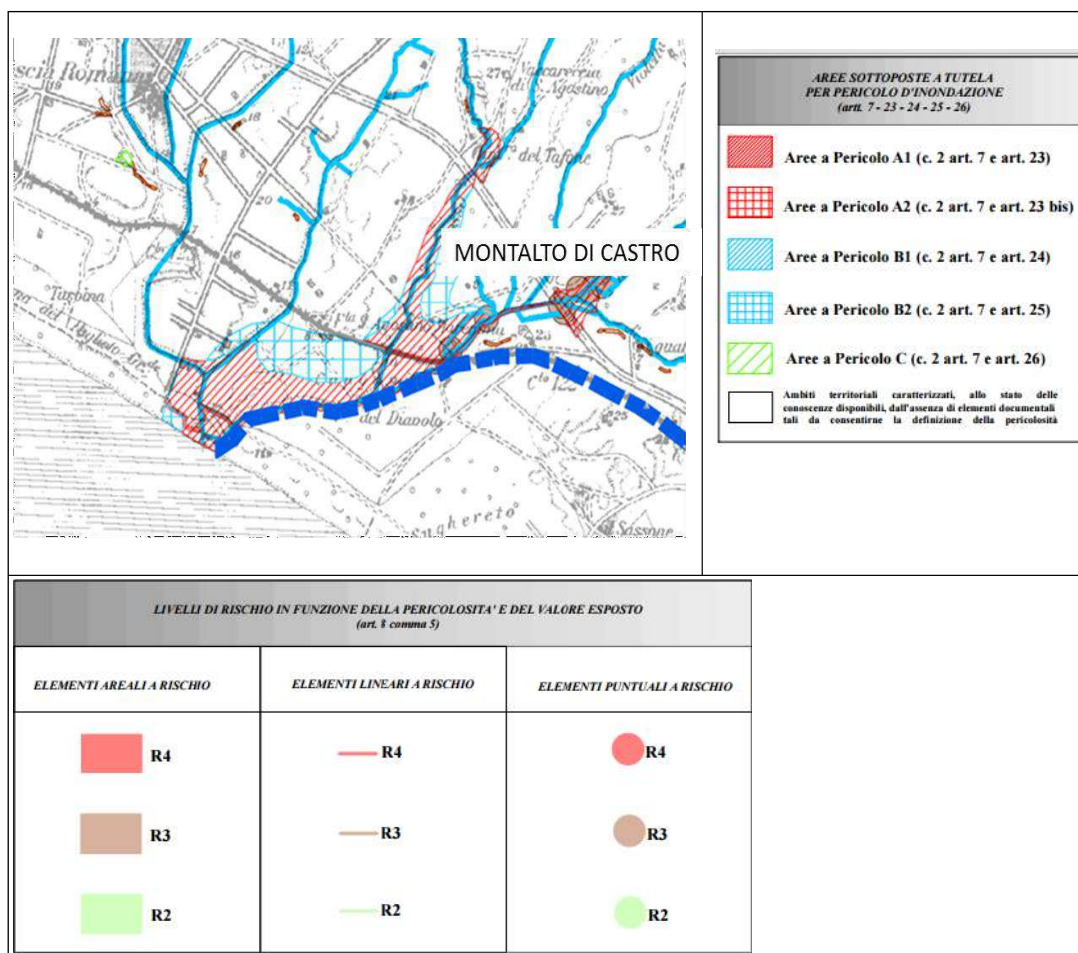 scia Romana
Vaccareccia
di Agostino
del Tafone
MONTALTO DI CASTRO
Turbina
del Diavolo
C.to 122
Sughereto
il Sassone
AREE SOTTOPOSTE A TUTELA
PER PERICOLO D'INONDAZIONE
(artt. 7 - 23 - 24 - 25 - 26)
Aree a Pericolo A1 (c. 2 art. 7 e art. 23)
Aree a Pericolo A2 (c. 2 art. 7 e art. 23 bis)
Aree a Pericolo B1 (c. 2 art. 7 e art. 24)
Aree a Pericolo B2 (c. 2 art. 7 e art. 25)
Aree a Pericolo C (c. 2 art. 7 e art. 26)
Ambiti territoriali caratterizzati, allo stato delle
conoscenze disponibili, dall'assenza di elementi documentali
tali da consentirne la definizione della pericolosità
LIVELLI DI RISCHIO IN FUNZIONE DELLA PERICOLOSITA' E DEL VALORE ESPOSTO
(art. 8 comma 5)
ELEMENTI AREALI A RISCHIO
ELEMENTI LINEARI A RISCHIO
ELEMENTI PUNTUALI A RISCHIO
R4
R4
R4
R3
R3
R3
R2
R2
R2